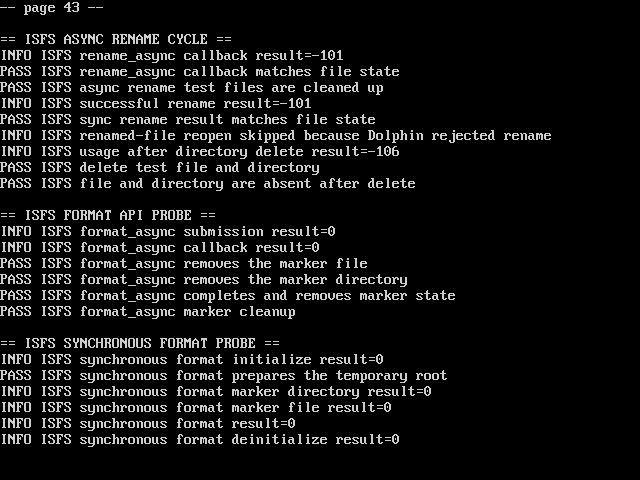 -- page 43 --
== ISFS ASYNC RENAME CYCLE ==
INFO ISFS rename_async callback result=-101
PASS ISFS rename_async callback matches file state
PASS ISFS async rename test files are cleaned up
INFO ISFS successful rename result=-101
PASS ISFS sync rename result matches file state
INFO ISFS renamed-file reopen skipped because Dolphin rejected rename
INFO ISFS usage after directory delete result=-106
PASS ISFS delete test file and directory
PASS ISFS file and directory are absent after delete
== ISFS FORMAT API PROBE ==
INFO ISFS format_async submission result=0
INFO ISFS format_async callback result=0
PASS ISFS format_async removes the marker file
PASS ISFS format_async removes the marker directory
PASS ISFS format_async completes and removes marker state
PASS ISFS format_async marker cleanup
== ISFS SYNCHRONOUS FORMAT PROBE ==
INFO ISFS synchronous format initialize result=0
PASS ISFS synchronous format prepares the temporary root
INFO ISFS synchronous format marker directory result=0
INFO ISFS synchronous format marker file result=0
INFO ISFS synchronous format result=0
INFO ISFS synchronous format deinitialize result=0